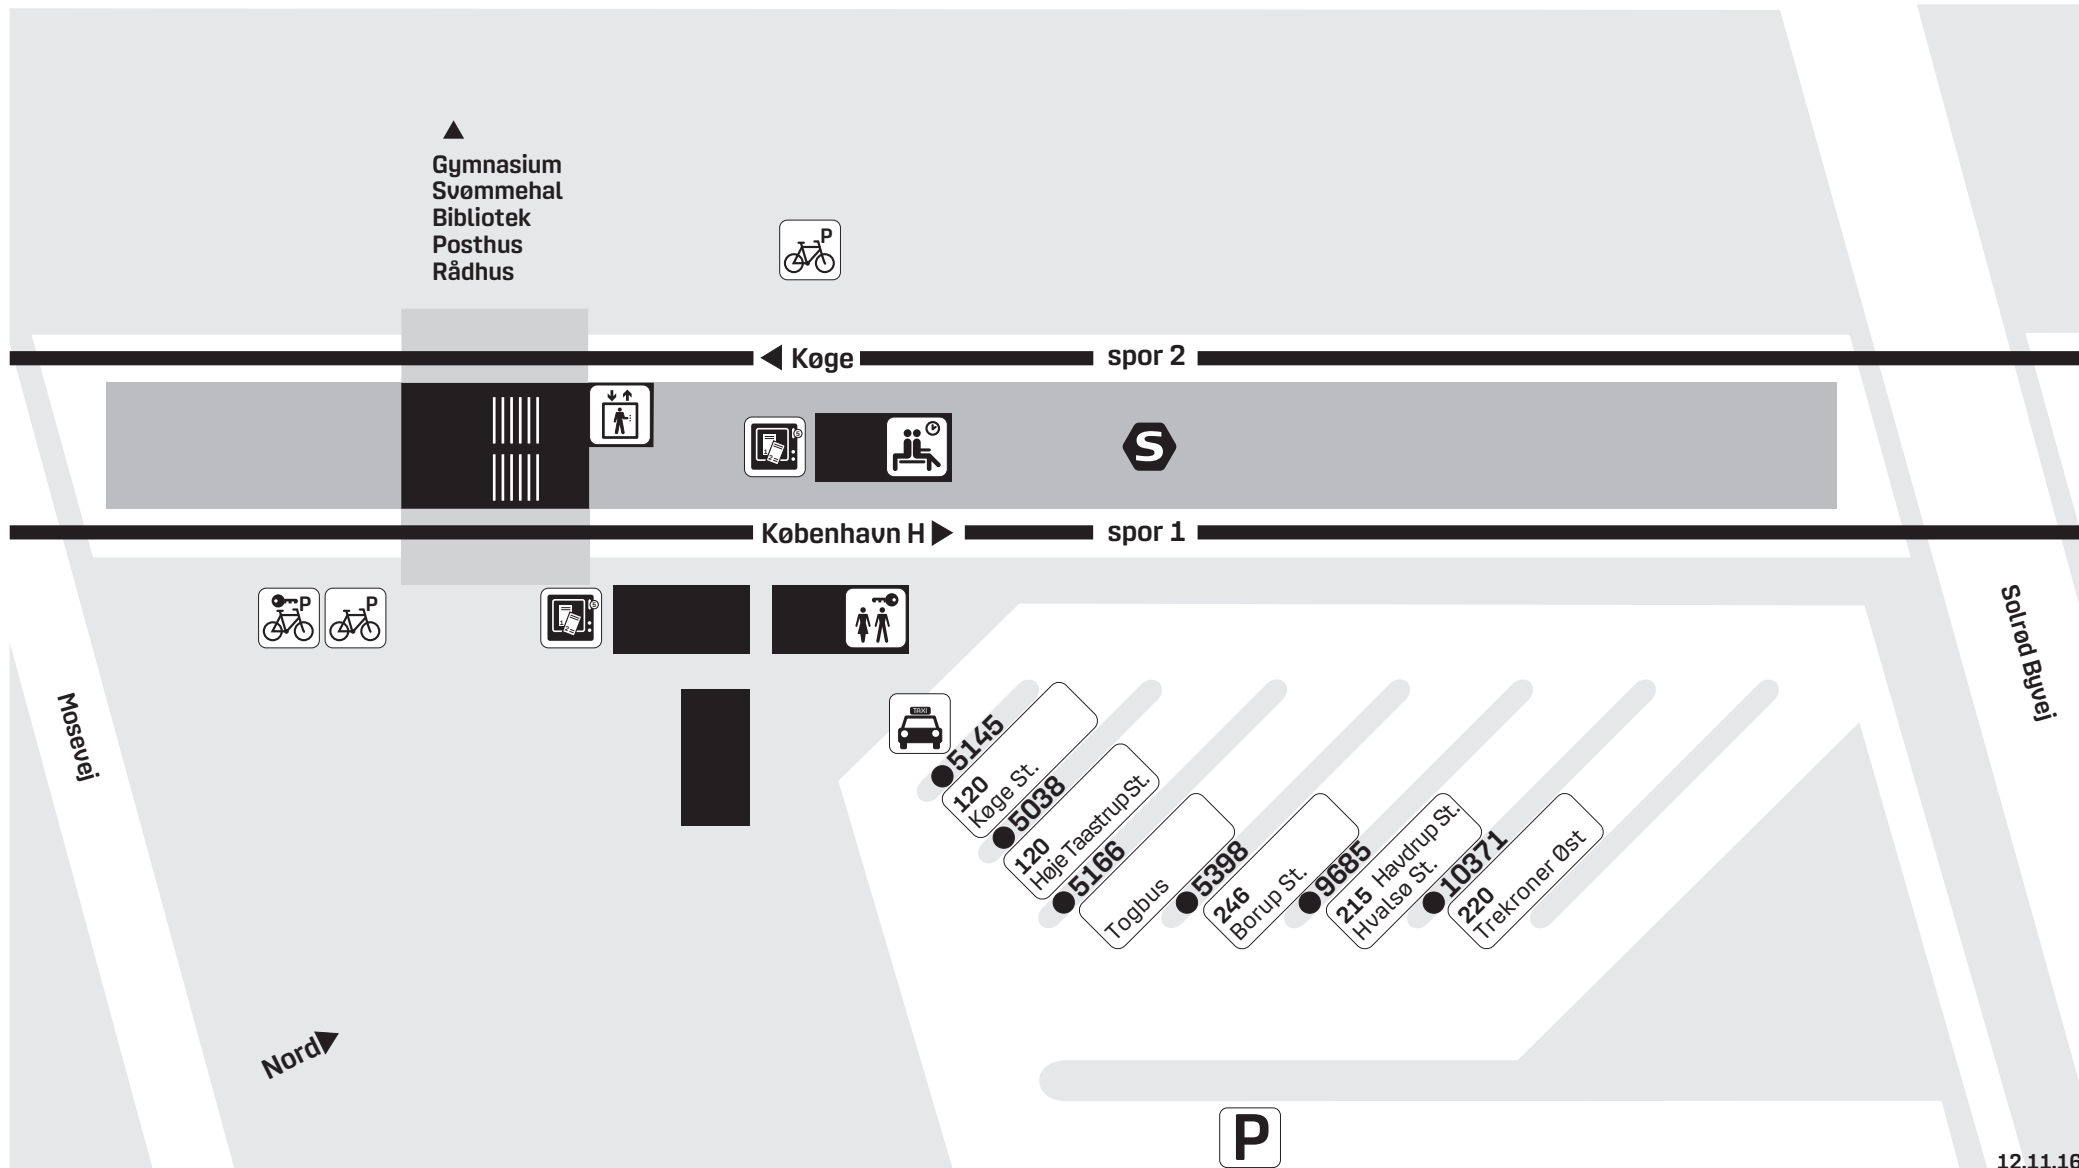 Gymnasium
Svømmehal
Bibliotek
Posthus
Rådhus
P
Køge
spor 2
S
København H
spor 1
P
P
TAXI
5145
120
Køge St.
5038
120
Høje Taastrup St.
5166
Togbus
5398
246
Borup St.
9685
215 Havdrup St.
Hvalsø St.
10371
220
Trekroner Øst
Mosevej
Solrød Byvej
Nord
P
12.11.16